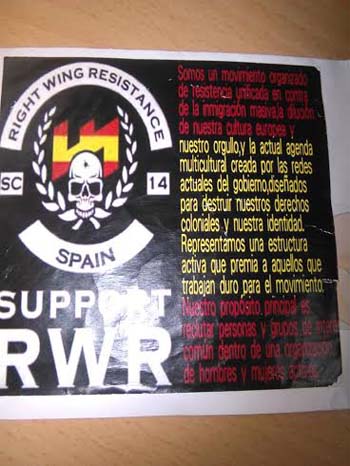 RIGHT WING RESISTANCE
SC 14
SPAIN
SUPPORT
RWR
Somos un movimiento organizado
de resistencia unificada en contra
de la inmigración masiva,la dilución
de nuestra cultura europea y
nuestro orgullo,y la actual agenda
multicultural creada por las redes
actuales del gobierno,diseñados
para destruir nuestros derechos
coloniales y nuestra identidad.
Representamos una estructura
activa que premia a aquellos que
trabajan duro para el movimiento.
Nuestro propósito principal es
reclutar personas y grupos de
común dentro de una organización
de hombres y mujeres